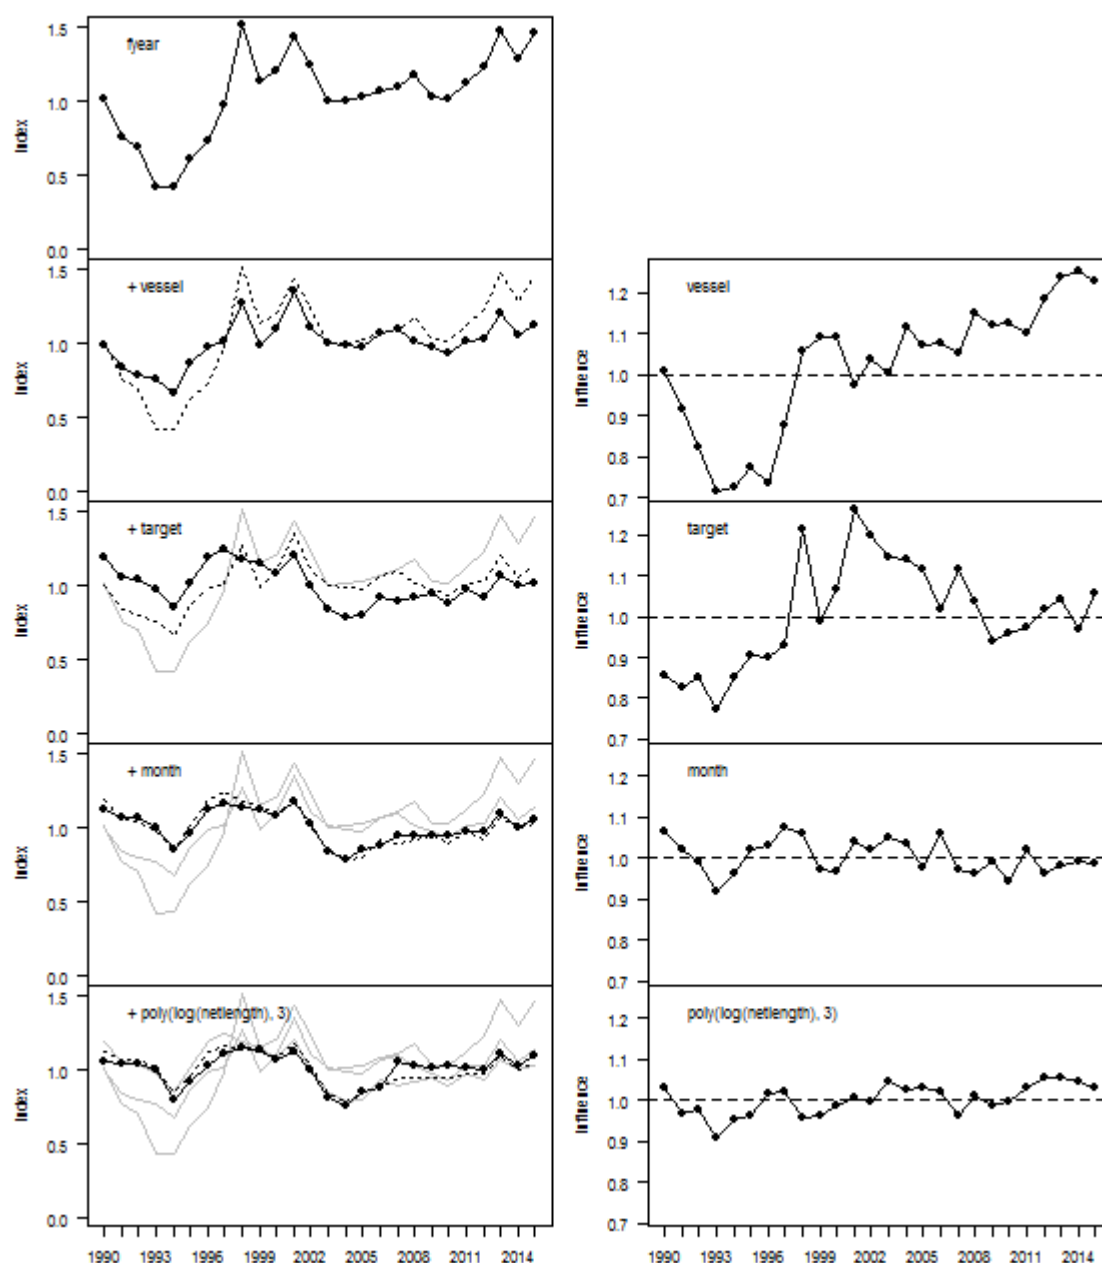 fyear
Index
1.5
1.0
0.5
0.0
+ vessel
Index
1.5
1.0
0.5
0.0
vessel
Influence
1.2
1.1
1.0
0.9
0.8
0.7
+ target
Index
1.5
1.0
0.5
0.0
target
Influence
1.2
1.1
1.0
0.9
0.8
0.7
+ month
Index
1.5
1.0
0.5
0.0
month
Influence
1.2
1.1
1.0
0.9
0.8
0.7
+ poly(log(netlength), 3)
Index
1.5
1.0
0.5
0.0
poly(log(netlength), 3)
Influence
1.2
1.1
1.0
0.9
0.8
0.7
1990 1993 1996 1999 2002 2005 2008 2011 2014
1990 1993 1996 1999 2002 2005 2008 2011 2014